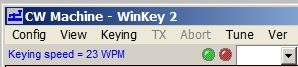 CW Machine - WinKey 2
Config View Keying TX Abort Tune Ver
Keying speed = 23 WPM